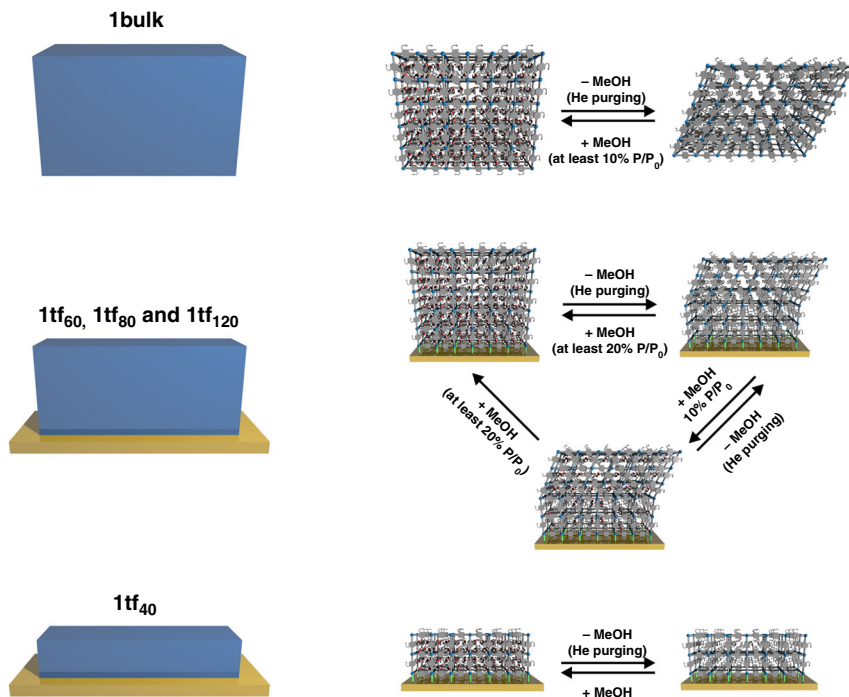 1bulk
– MeOH
(He purging)
+ MeOH
(at least 10% P/P0)
1tf60, 1tf80 and 1tf120
– MeOH
(He purging)
+ MeOH
(at least 20% P/P0)
+ MeOH
(at least 20% P/P0)
+ MeOH
10% P/P0
– MeOH
(He purging)
1tf40
– MeOH
(He purging)
+ MeOH